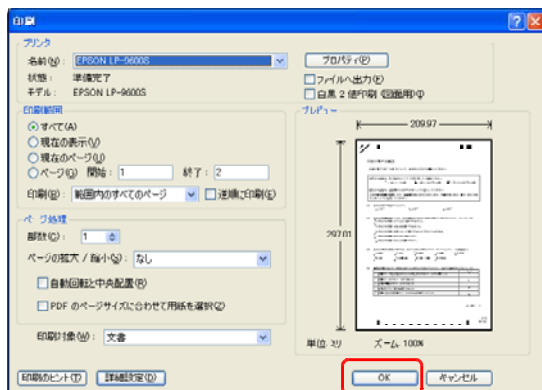 印刷
プリンタ
名前(N): EPSON LP-9600S
プロパティ(P)
状態: 準備完了
ファイルへ出力(F)
モデル: EPSON LP-9600S
白黒 2 値印刷 (図面用)(I)
印刷範囲
すべて(A)
現在の表示(V)
現在のページ(U)
ページ(G) 開始: 1 終了: 2
印刷(R): 範囲内のすべてのページ 逆順に印刷(E)
ページ処理
部数(C): 1
ページの拡大 / 縮小(S): なし
自動回転と中央配置(R)
PDF のページサイズに合わせて用紙を選択(Z)
印刷対象(W): 文書
プレビュー
209.97
297.01
単位: ミリ ズーム: 100%
印刷のヒント(T) 詳細設定(D) OK キャンセル